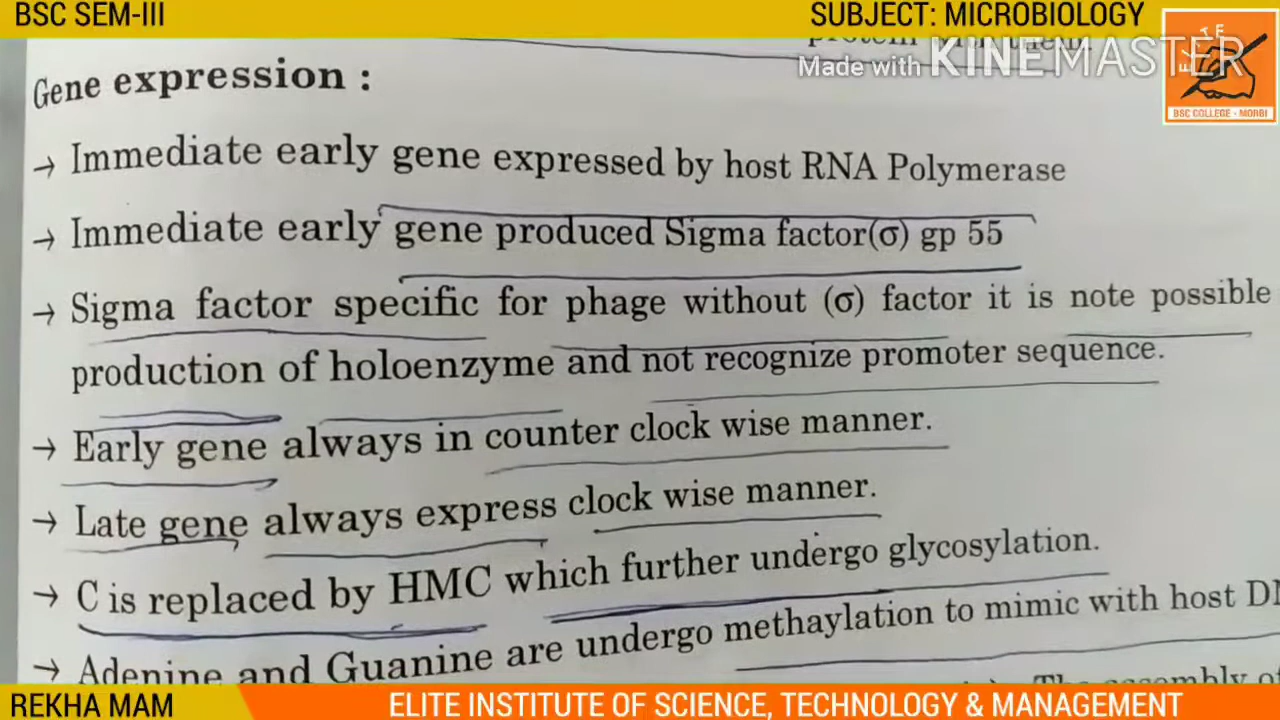 BSC SEM-III
SUBJECT: MICROBIOLOGY
Made with KINEMASTER
ELITE
BSC COLLEGE - MORBI
Gene expression :
→ Immediate early gene expressed by host RNA Polymerase
→ Immediate early gene produced Sigma factor(σ) gp 55
→ Sigma factor specific for phage without (σ) factor it is note possible
production of holoenzyme and not recognize promoter sequence.
→ Early gene always in counter clock wise manner.
→ Late gene always express clock wise manner.
→ C is replaced by HMC which further undergo glycosylation.
→ Adenine and Guanine are undergo methaylation to mimic with host
REKHA MAM
ELITE INSTITUTE OF SCIENCE, TECHNOLOGY & MANAGEMENT